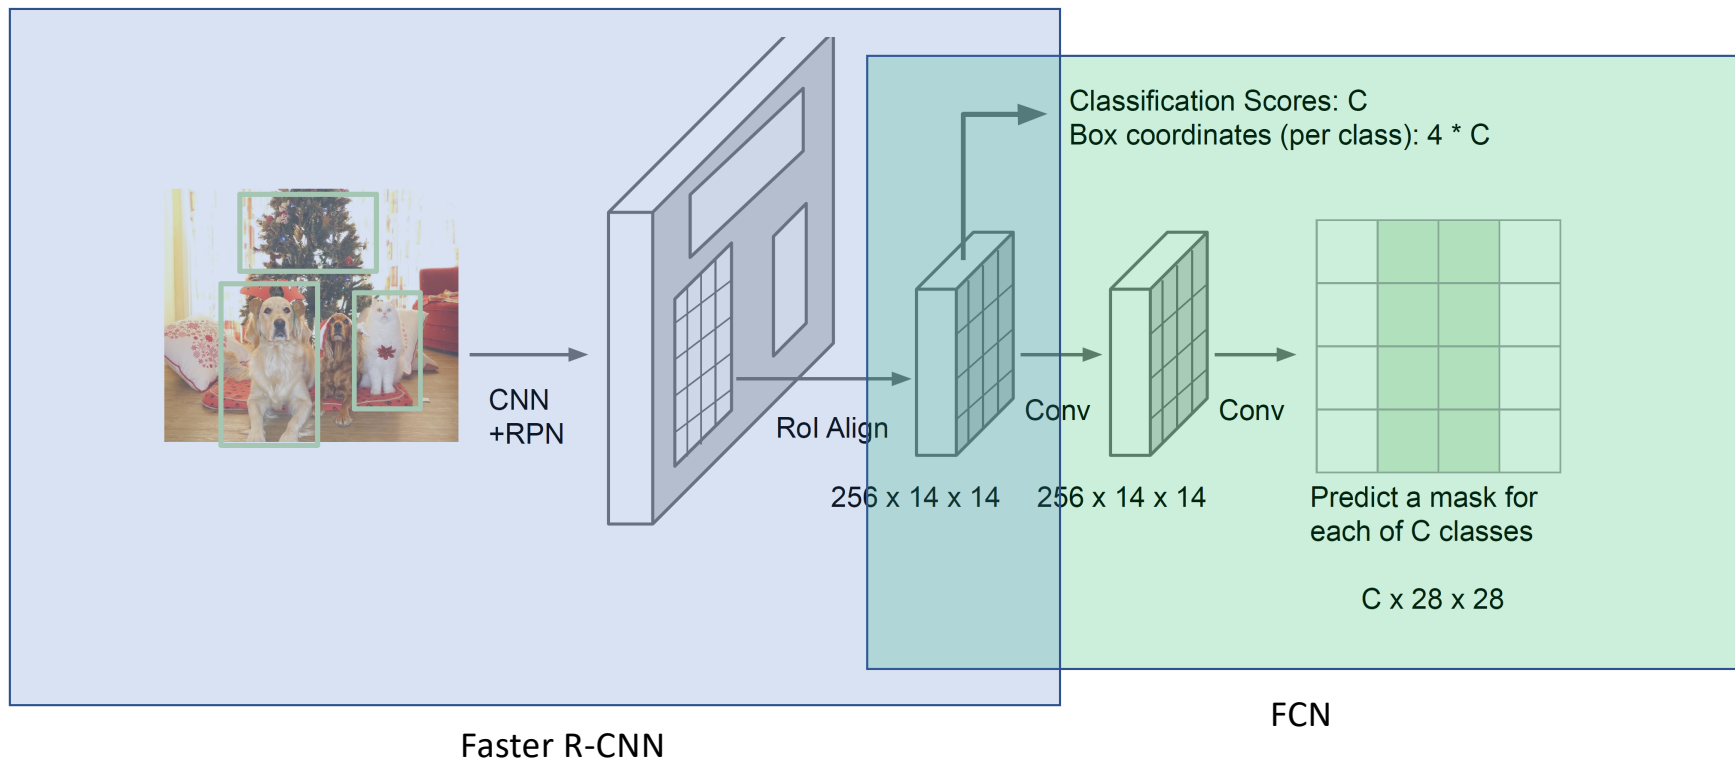 Classification Scores: C
Box coordinates (per class): 4 * C
CNN
+RPN
RoI Align
Conv
Conv
256 x 14 x 14
256 x 14 x 14
Predict a mask for
each of C classes
C x 28 x 28
FCN
Faster R-CNN